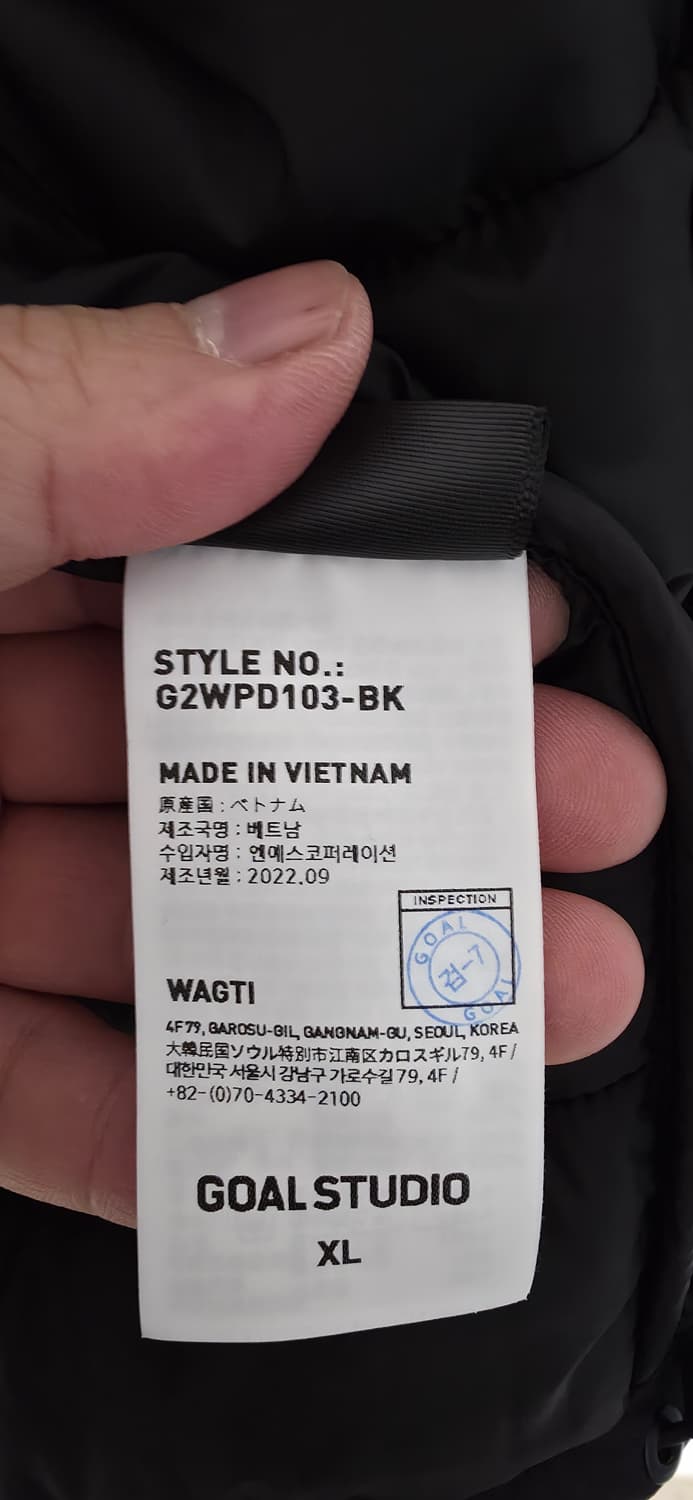 STYLE NO.:
G2WPD103-BK
MADE IN VIETNAM
原産国 : ベトナム
제조국명 : 베트남
수입자명 : 엔에스코퍼레이션
제조년월 : 2022.09
INSPECTION
GOAL
검-7
GOAL
WAGTI
4F 79, GAROSU-GIL, GANGNAM-GU, SEOUL, KOREA
大韓民国ソウル特別市江南区カロスギル79, 4F /
대한민국 서울시 강남구 가로수길 79, 4F /
+82-(0)70-4334-2100
GOALSTUDIO
XL